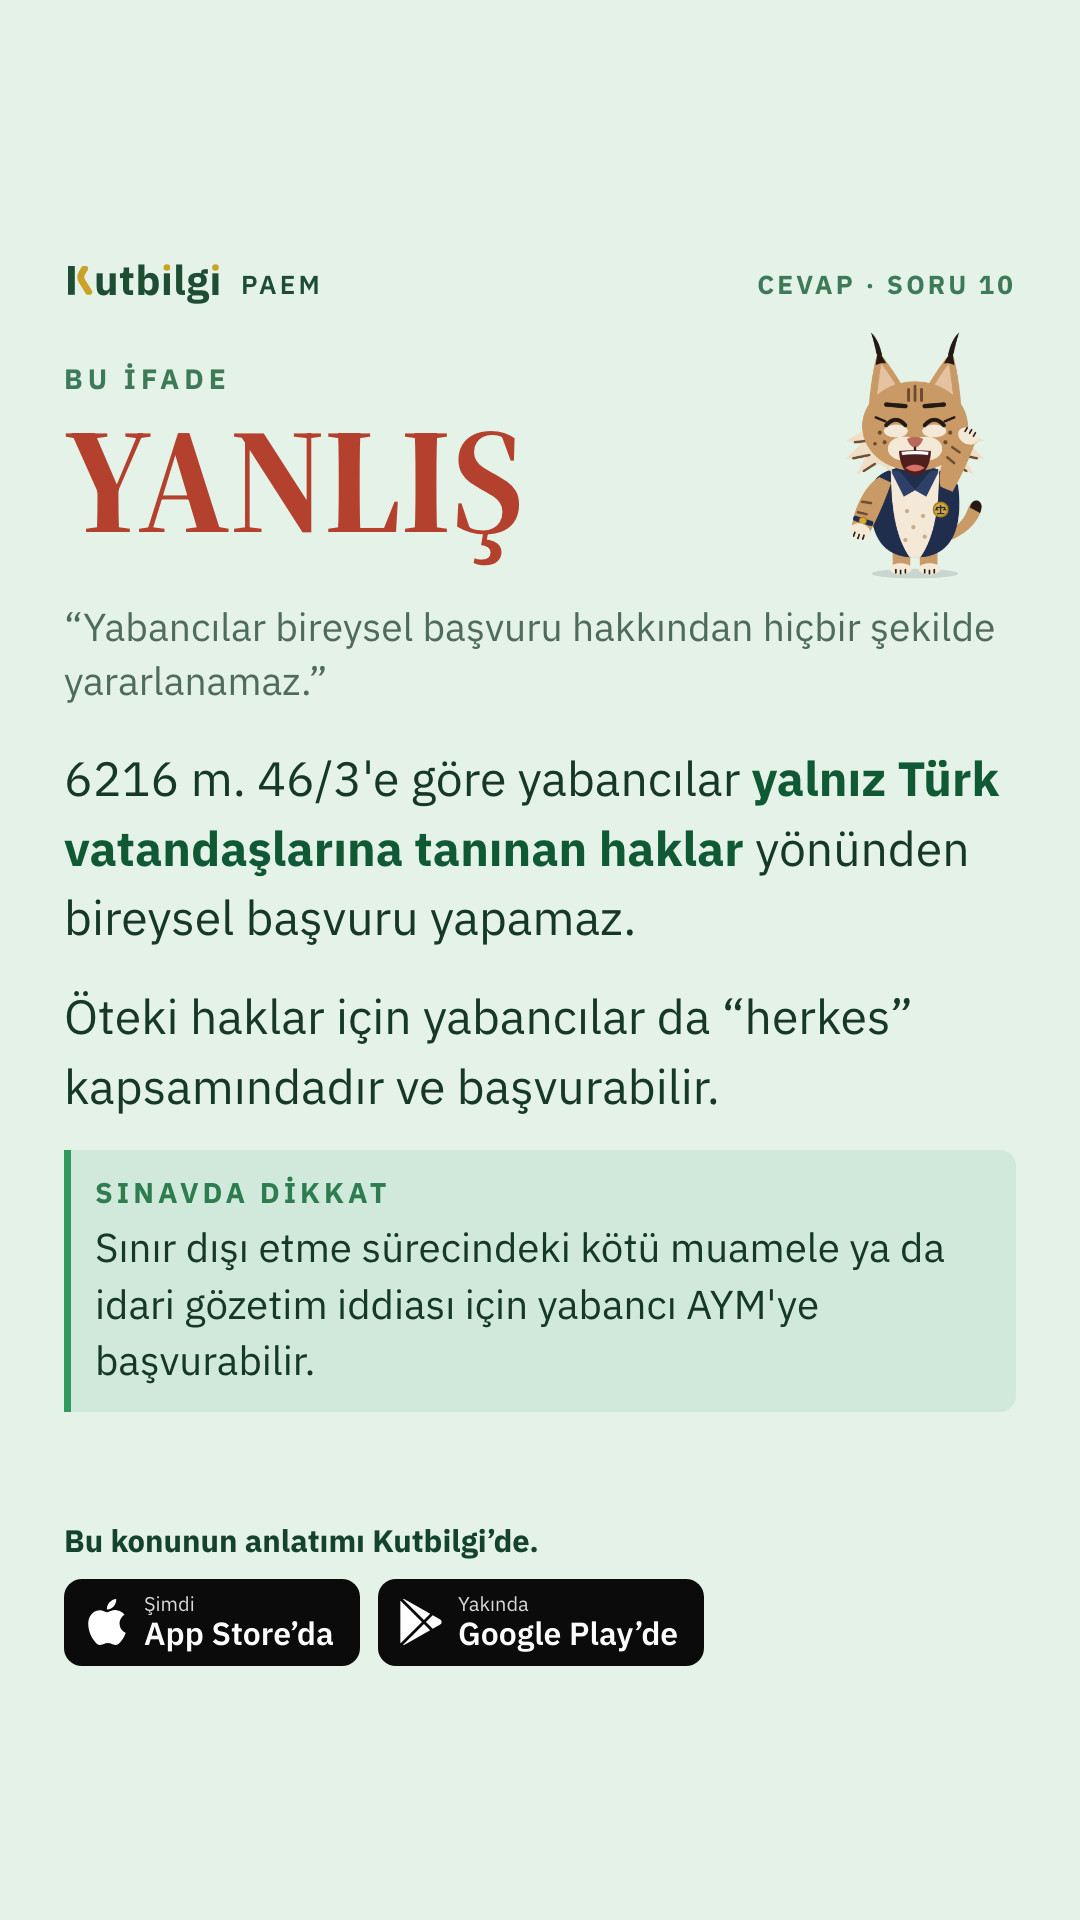 Kutbilgi PAEM
CEVAP · SORU 10
BU İFADE
YANLIŞ
“Yabancılar bireysel başvuru hakkından hiçbir şekilde
yararlanamaz.”
6216 m. 46/3'e göre yabancılar yalnız Türk
vatandaşlarına tanınan haklar yönünden
bireysel başvuru yapamaz.
Öteki haklar için yabancılar da “herkes”
kapsamındadır ve başvurabilir.
SINAVDA DİKKAT
Sınır dışı etme sürecindeki kötü muamele ya da
idari gözetim iddiası için yabancı AYM'ye
başvurabilir.
Bu konunun anlatımı Kutbilgi’de.
Şimdi
App Store’da
Yakında
Google Play’de